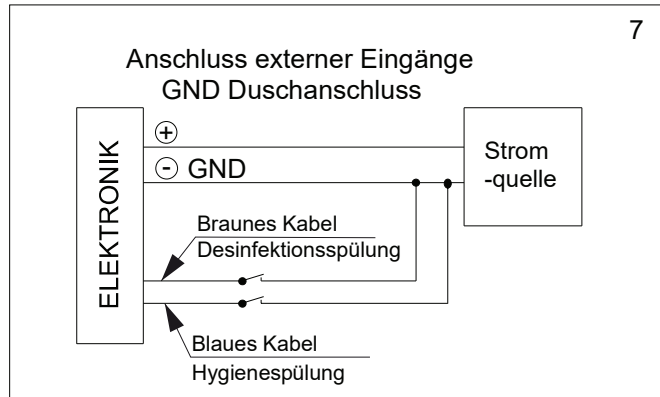 7
Anschluss externer Eingänge
GND Duschanschluss
ELEKTRONIK
+
- GND
Strom
-quelle
Braunes Kabel
Desinfektionsspülung
Blaues Kabel
Hygienespülung